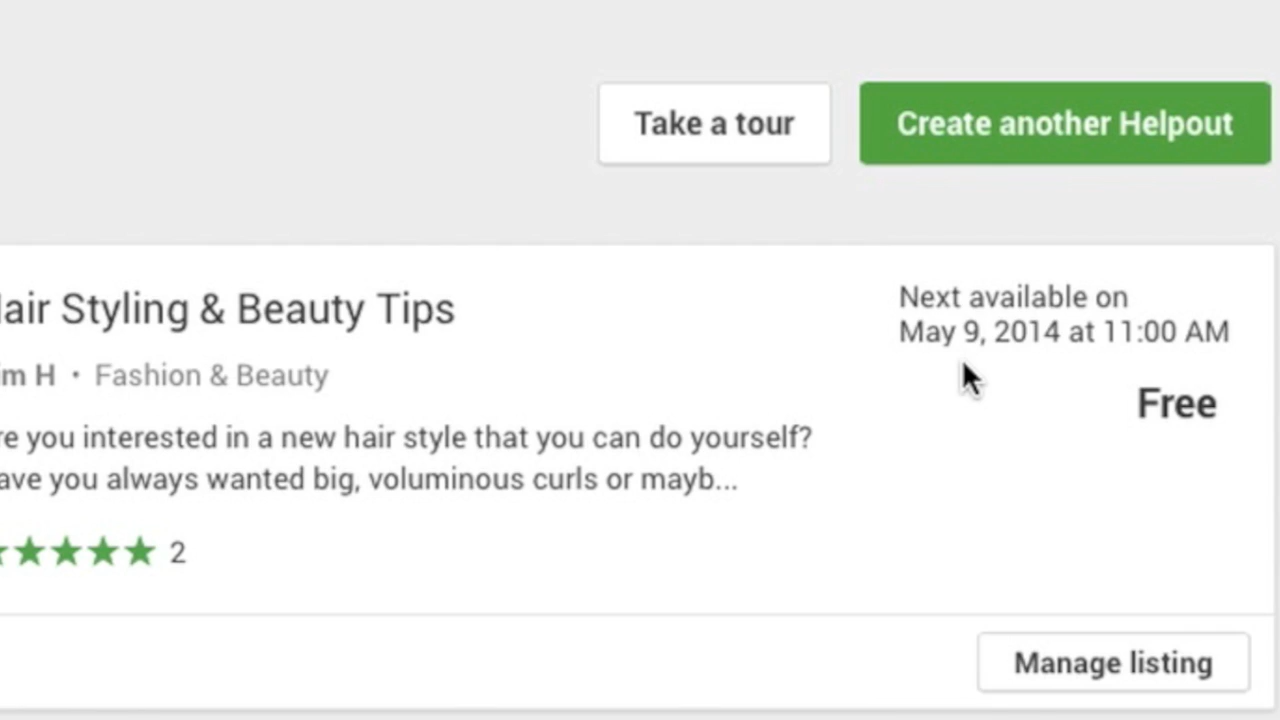 Take a tour
Create another Helpout
air Styling & Beauty Tips
Next available on
May 9, 2014 at 11:00 AM
im H · Fashion & Beauty
Free
re you interested in a new hair style that you can do yourself?
ave you always wanted big, voluminous curls or mayb...
2
Manage listing